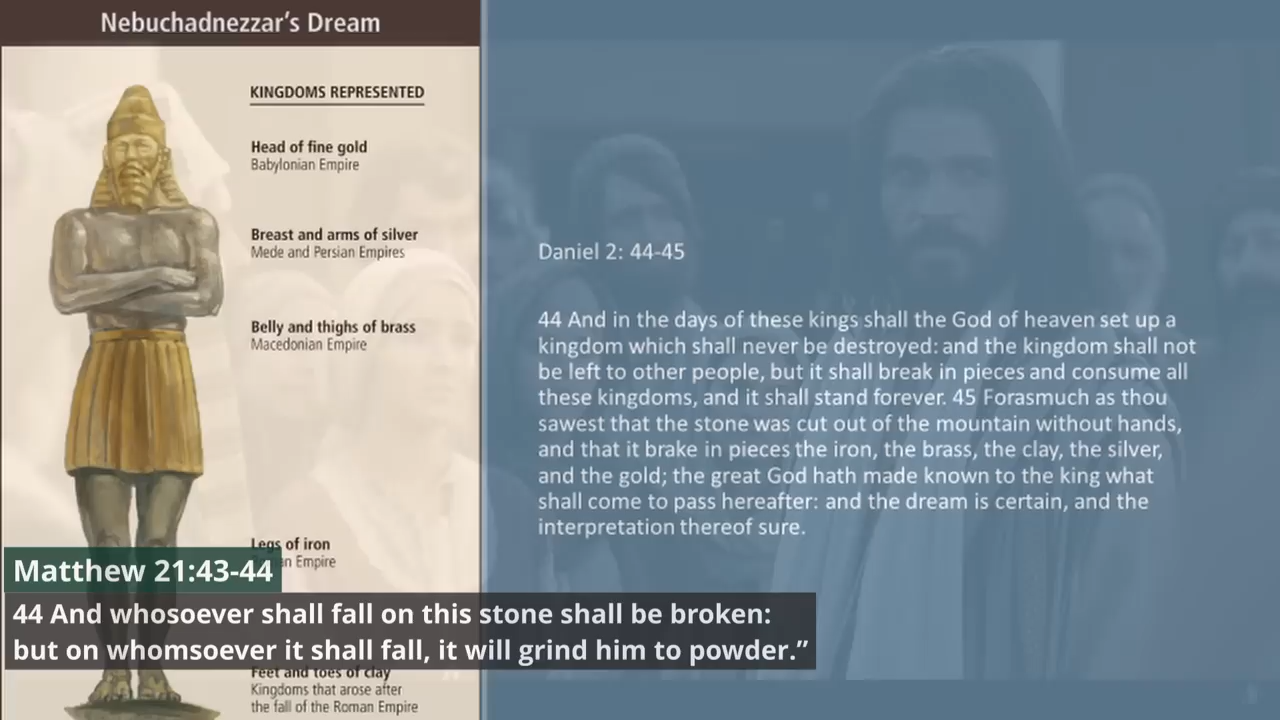 Nebuchadnezzar's Dream
KINGDOMS REPRESENTED
Head of fine gold
Babylonian Empire
Breast and arms of silver
Mede and Persian Empires
Belly and thighs of brass
Macedonian Empire
Legs of iron
Empire
Feet and toes of clay
Kingdoms that arose after
the fall of the Roman Empire
Daniel 2: 44-45
44 And in the days of these kings shall the God of heaven set up a
kingdom which shall never be destroyed: and the kingdom shall not
be left to other people, but it shall break in pieces and consume all
these kingdoms, and it shall stand forever. 45 Forasmuch as thou
sawest that the stone was cut out of the mountain without hands,
and that it brake in pieces the iron, the brass, the clay, the silver,
and the gold; the great God hath made known to the king what
shall come to pass hereafter: and the dream is certain, and the
interpretation thereof sure.
Matthew 21:43-44
44 And whosoever shall fall on this stone shall be broken:
but on whomsoever it shall fall, it will grind him to powder.”